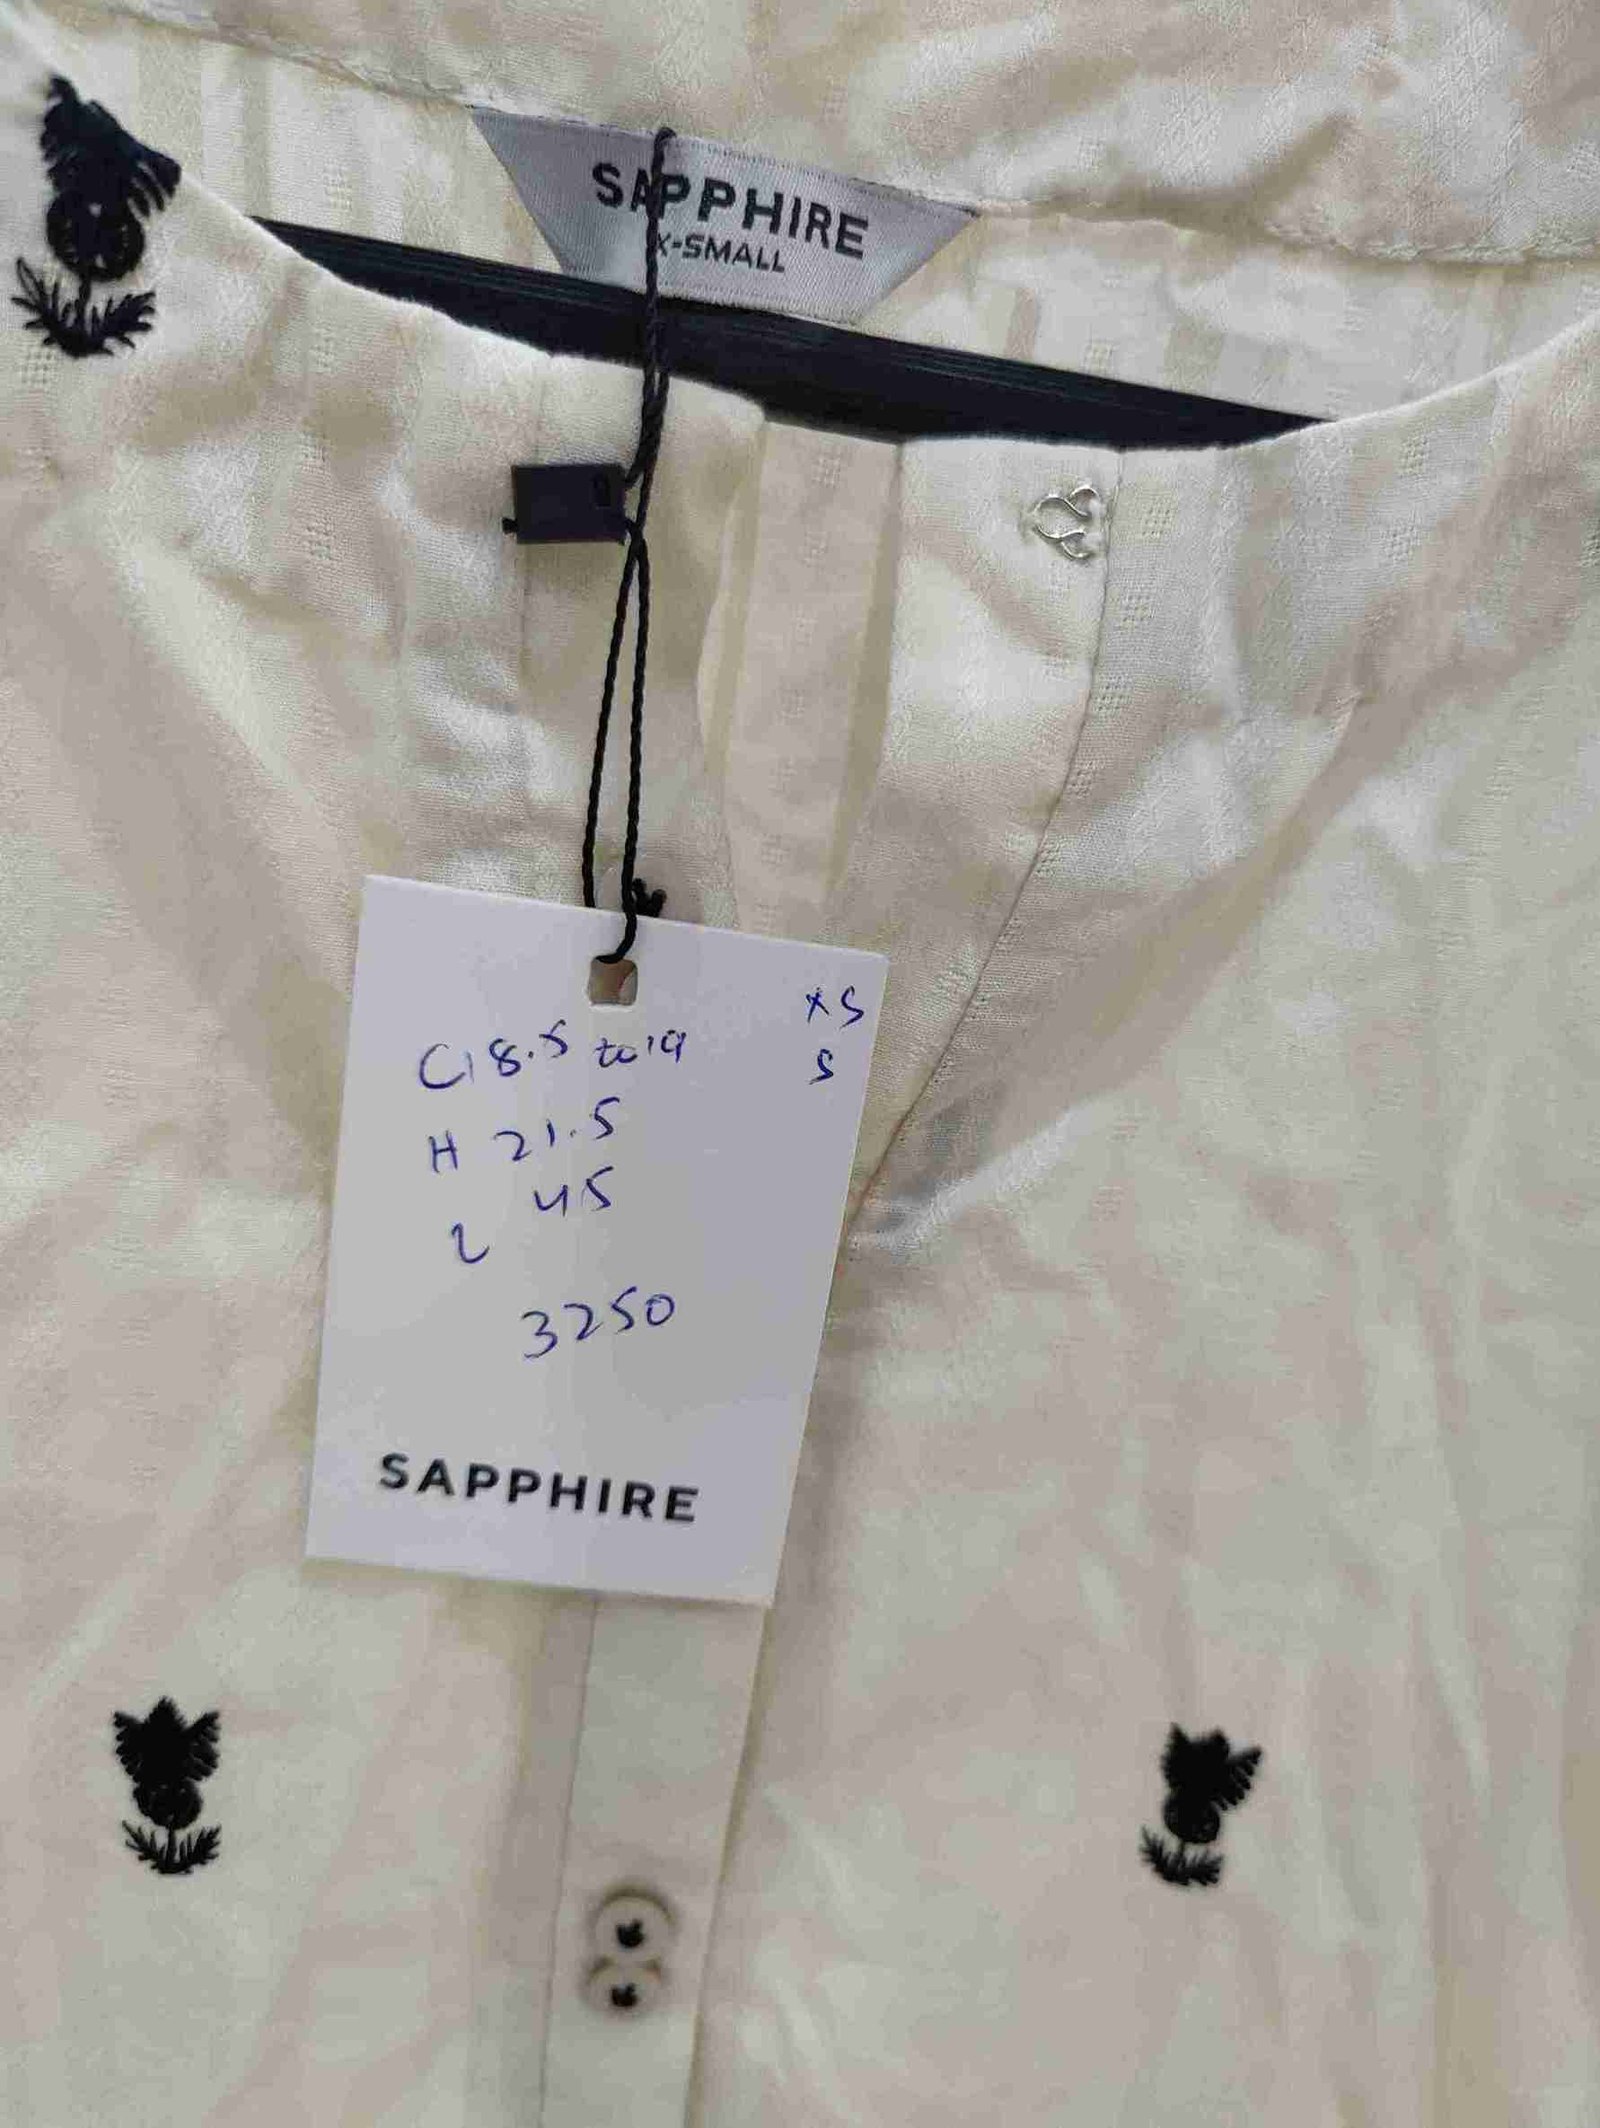 SAPPHIRE
X-SMALL
XS
S
C18.5 to 19
H 21.5
L 45
3250
SAPPHIRE